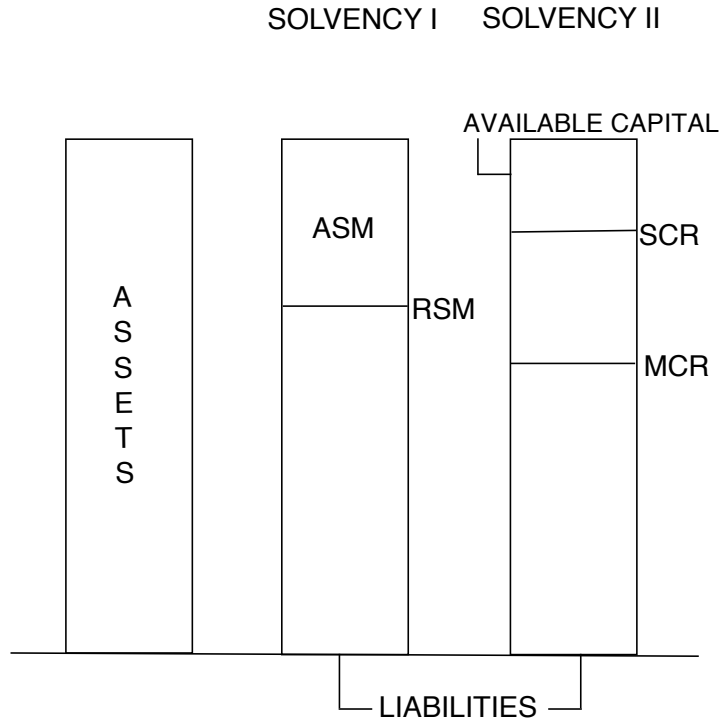 SOLVENCY I
SOLVENCY II
AVAILABLE CAPITAL
ASM
SCR
A
S
S
E
T
S
RSM
MCR
LIABILITIES